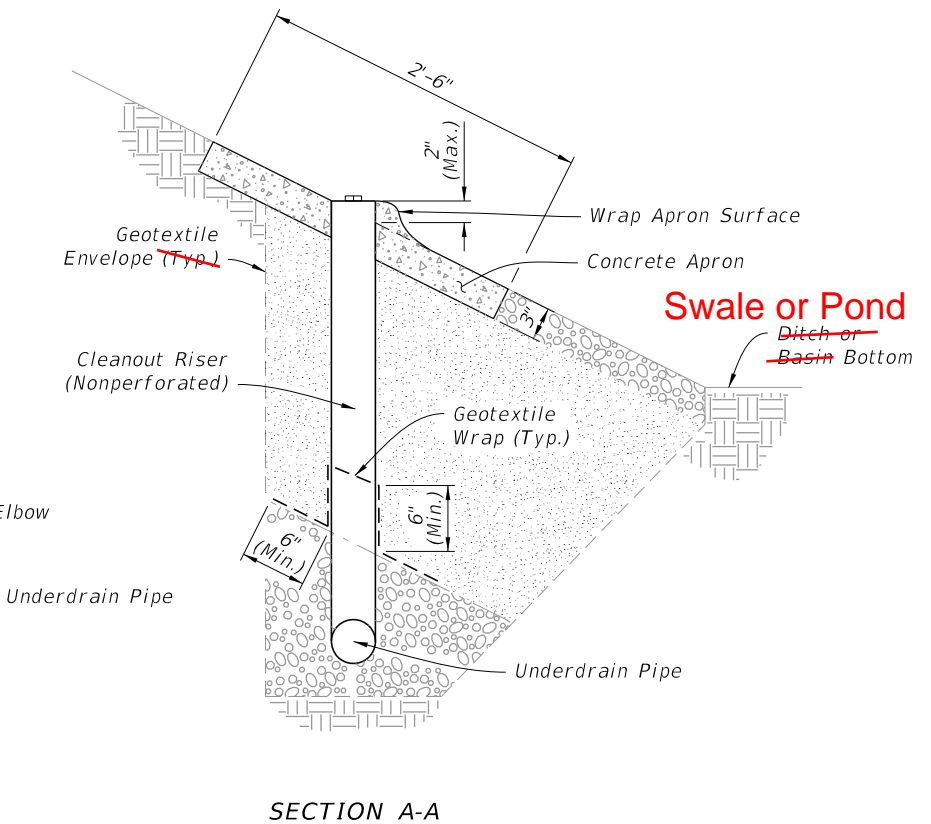 2'-6"
2"
(Max.)
Wrap Apron Surface
Geotextile
Envelope (Typ.)
Concrete Apron
3"
Swale or Pond
Ditch or
Basin Bottom
Cleanout Riser
(Nonperforated)
Geotextile
Wrap (Typ.)
6"
(Min.)
Elbow
6"
(Min.)
Underdrain Pipe
Underdrain Pipe
SECTION A-A